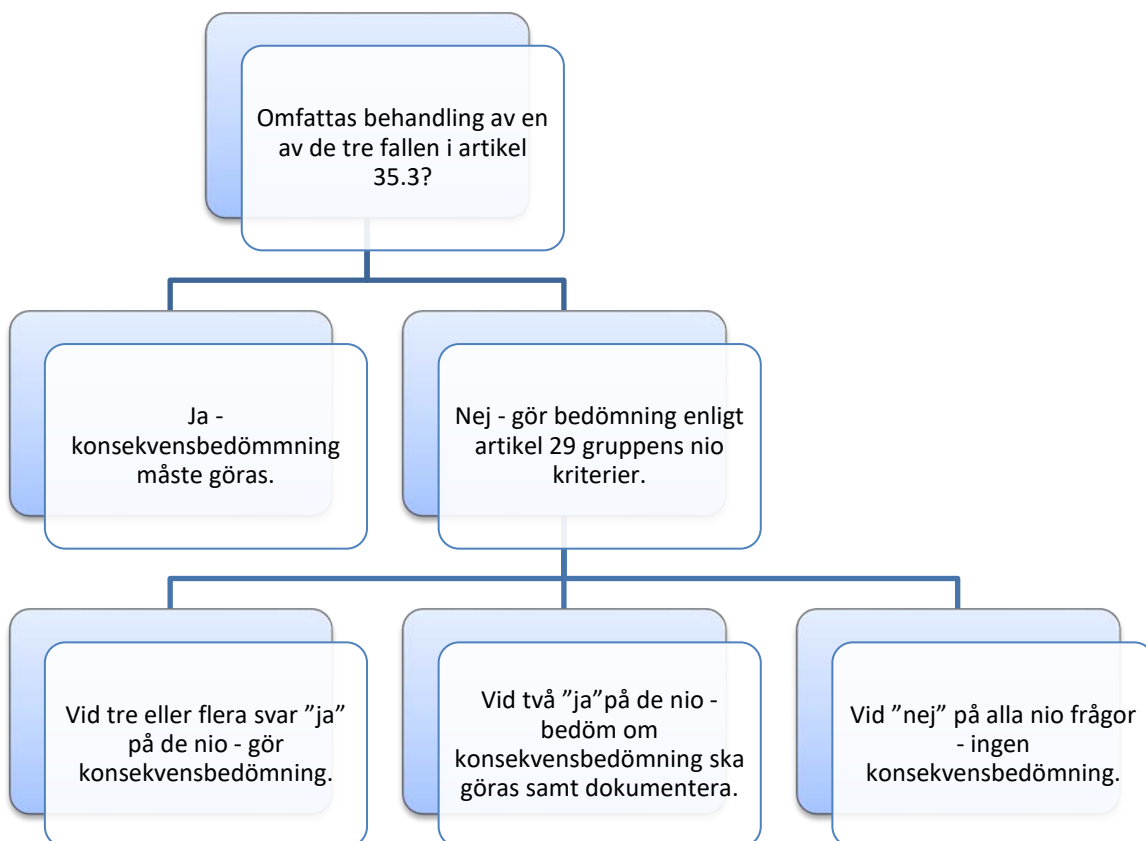 Omfattas behandling av en
av de tre fallen i artikel
35.3?
Ja -
konsekvensbedömmning
måste göras.
Nej - gör bedömning enligt
artikel 29 gruppens nio
kriterier.
Vid tre eller flera svar ”ja”
på de nio - gör
konsekvensbedömning.
Vid två ”ja”på de nio -
bedöm om
konsekvensbedömning ska
göras samt dokumentera.
Vid ”nej” på alla nio frågor
- ingen
konsekvensbedömning.